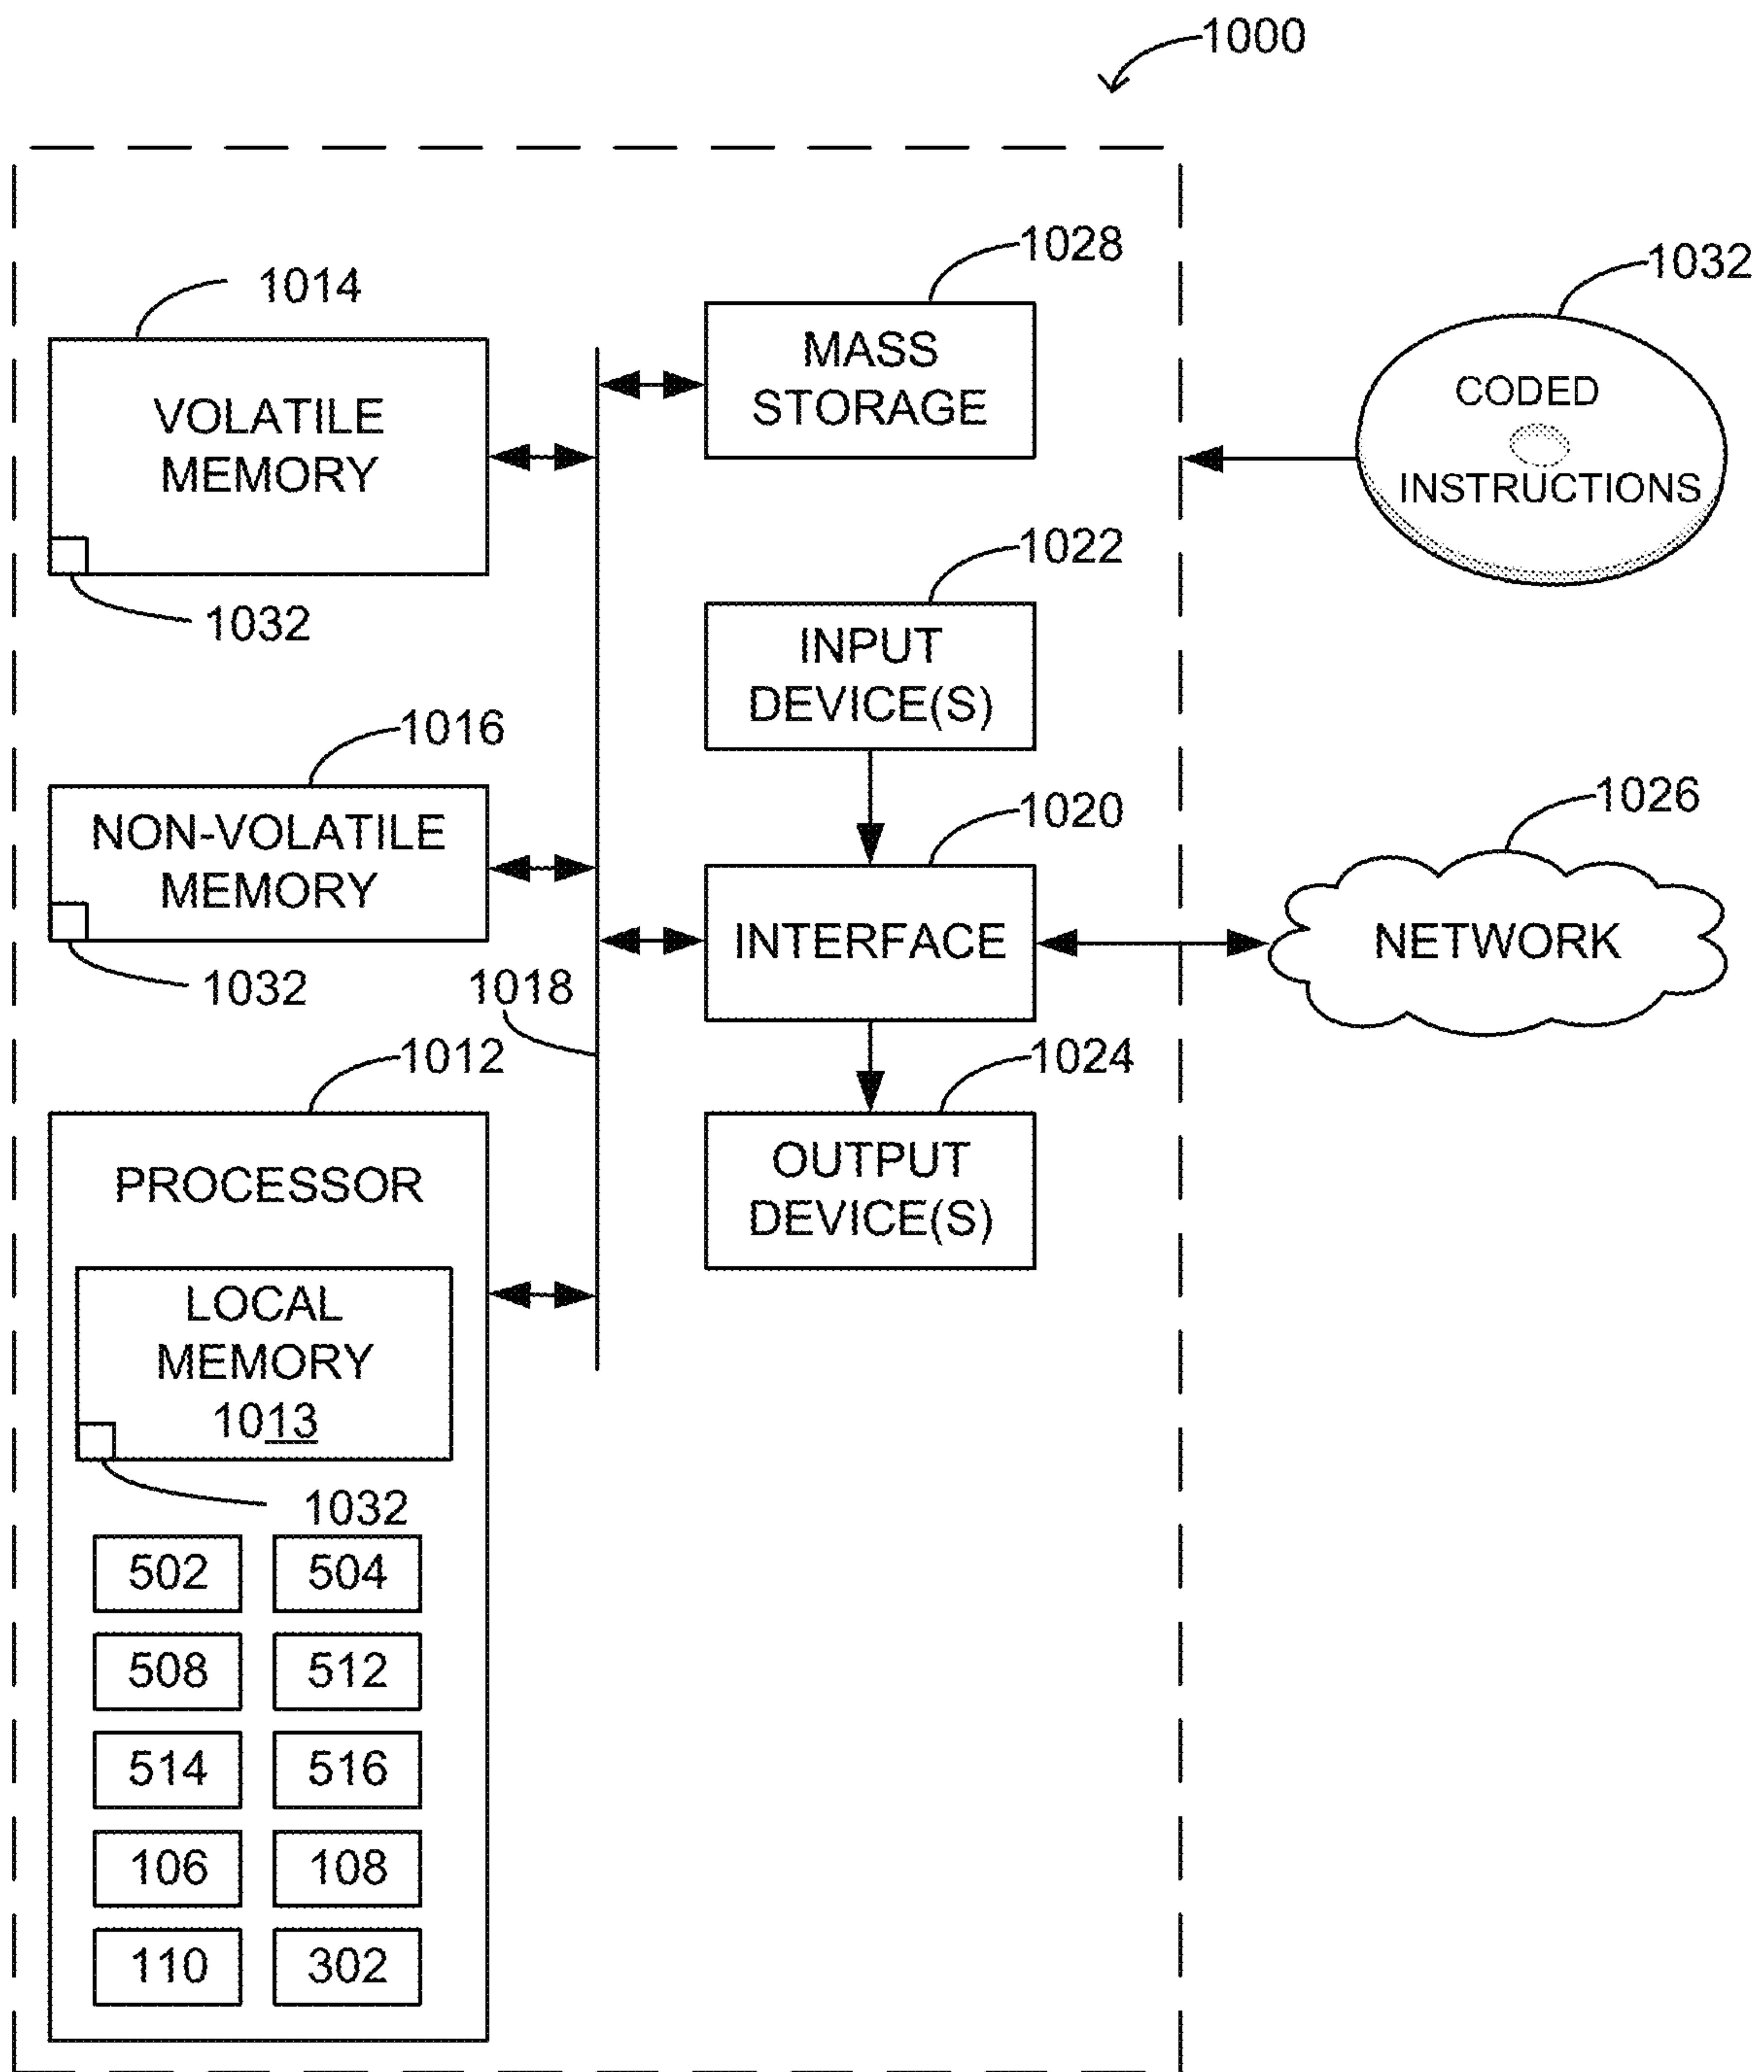 1000
1028
1032
1014
MASS
STORAGE
CODED
INSTRUCTIONS
VOLATILE
MEMORY
1022
1032
INPUT
DEVICE(S)
1016
1020
1026
NON-VOLATILE
MEMORY
INTERFACE
NETWORK
1032
1018
1012
1024
PROCESSOR
OUTPUT
DEVICE(S)
LOCAL
MEMORY
1013
1032
502 504
508 512
514 516
106 108
110 302